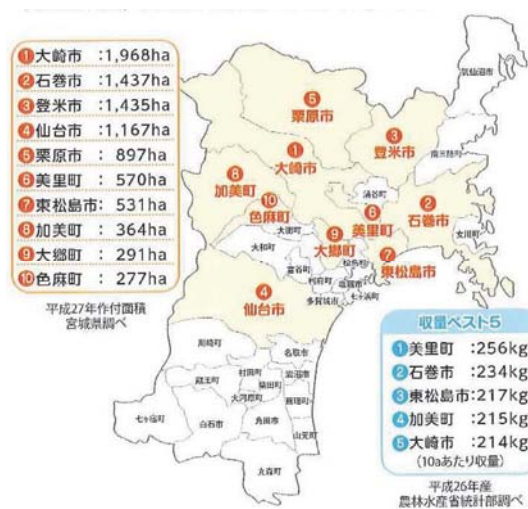 ❶大崎市 :1,968ha
❷石巻市 :1,437ha
❸登米市 :1,435ha
❹仙台市 :1,167ha
❺栗原市 :897ha
❻美里町 :570ha
❼東松島市:531ha
❽加美町 :364ha
❾大郷町 :291ha
❿色麻町 :277ha
平成27年作付面積
宮城県調べ
気仙沼市
❺
栗原市
❸
登米市
南三陸町
❶
大崎市
❽
加美町
涌谷町
❷
石巻市
❿
色麻町
❻
美里町
女川町
大衡村
❾
大郷町
大和町
松島町
❼
東松島市
富谷町
利府町
塩竈市
七ヶ浜町
多賀城市
❹
仙台市
川崎町
名取市
村田町
岩沼市
蔵王町
柴田町
大河原町
亘理町
七ヶ宿町
白石市
角田市
山元町
丸森町
収量ベスト5
❶美里町 :256kg
❷石巻市 :234kg
❸東松島市:217kg
❹加美町 :215kg
❺大崎市 :214kg
(10aあたり収量)
平成26年産
農林水産省統計部調べ